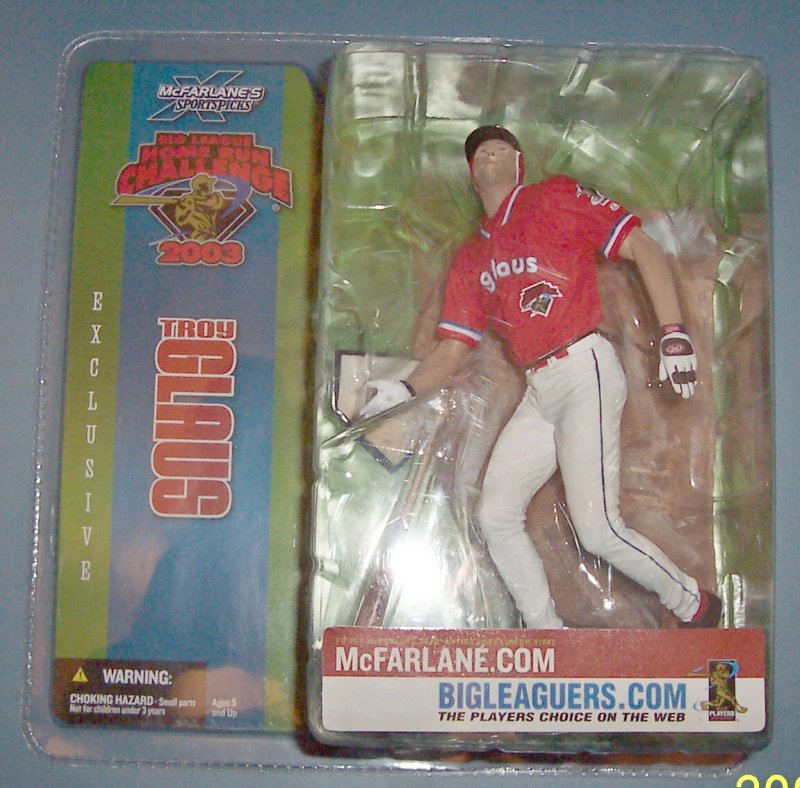 McFARLANE'S
SPORTSPICKS
BIG LEAGUE
HOME RUN
CHALLENGE
2003
EXCLUSIVE
TROY
GLAUS
glaus
WARNING:
CHOKING HAZARD - Small parts
Not for children under 3 years
Ages 5
and Up
McFARLANE.COM
BIGLEAGUERS.COM
THE PLAYERS CHOICE ON THE WEB
PLAYERS